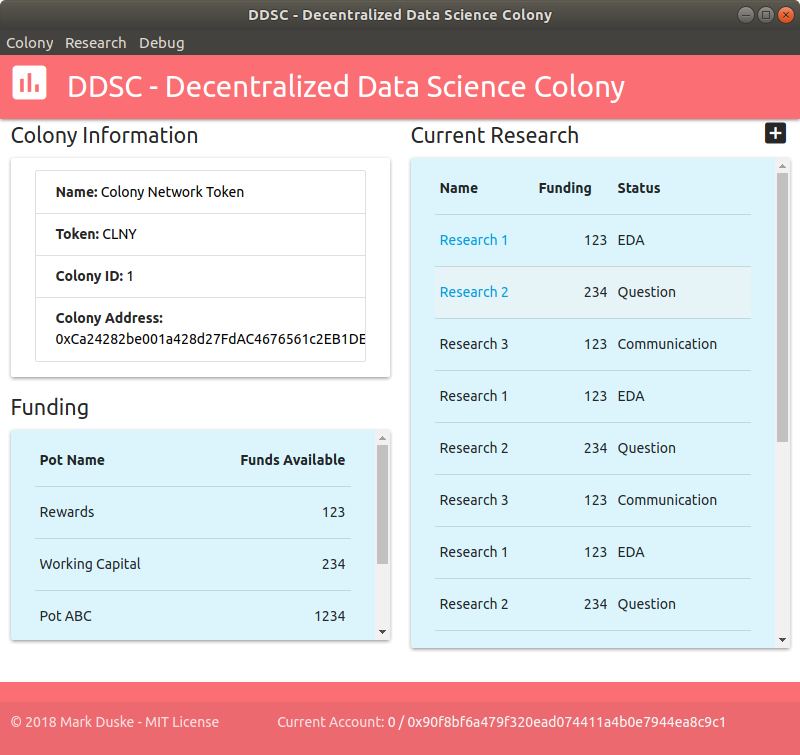 DDSC - Decentralized Data Science Colony
Colony Research Debug
DDSC - Decentralized Data Science Colony
Colony Information
Name: Colony Network Token
Token: CLNY
Colony ID: 1
Colony Address:
0xCa24282be001a428d27FdAC4676561c2EB1DE
Funding
Pot Name Funds Available
Rewards 123
Working Capital 234
Pot ABC 1234
Current Research
Name Funding Status
Research 1 123 EDA
Research 2 234 Question
Research 3 123 Communication
Research 1 123 EDA
Research 2 234 Question
Research 3 123 Communication
Research 1 123 EDA
Research 2 234 Question
© 2018 Mark Duske - MIT License Current Account: 0 / 0x90f8bf6a479f320ead074411a4b0e7944ea8c9c1